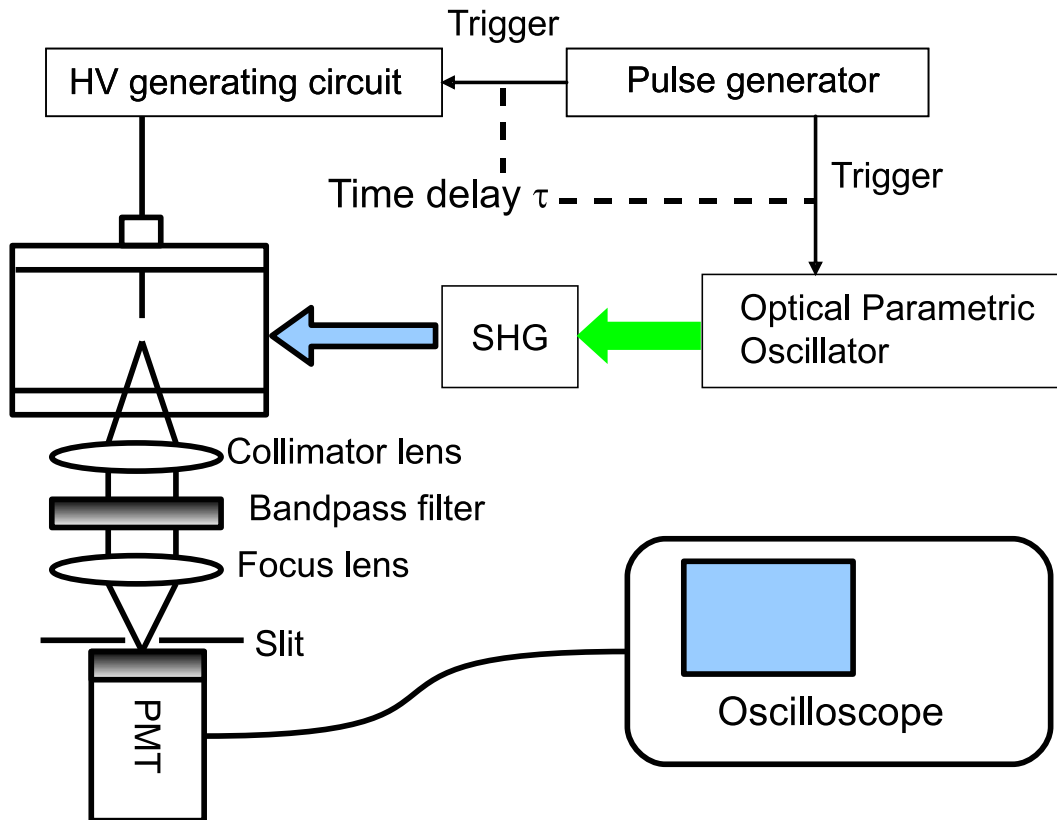 Trigger
HV generating circuit
Pulse generator
Time delay τ
Trigger
SHG
Optical Parametric
Oscillator
Collimator lens
Bandpass filter
Focus lens
Slit
PMT
Oscilloscope